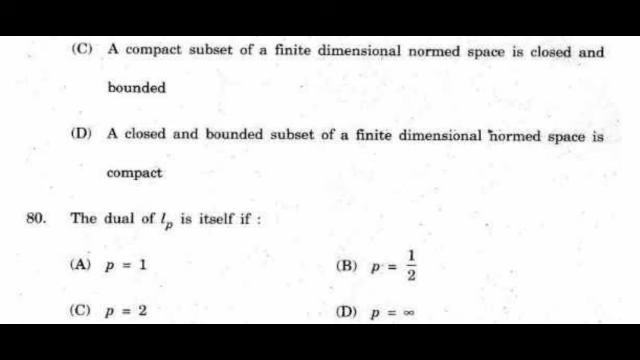 (C) A compact subset of a finite dimensional normed space is closed and
bounded
(D) A closed and bounded subset of a finite dimensional normed space is
compact
80. The dual of l_p is itself if :
(A) p = 1 (B) p = 1/2
(C) p = 2 (D) p = ∞